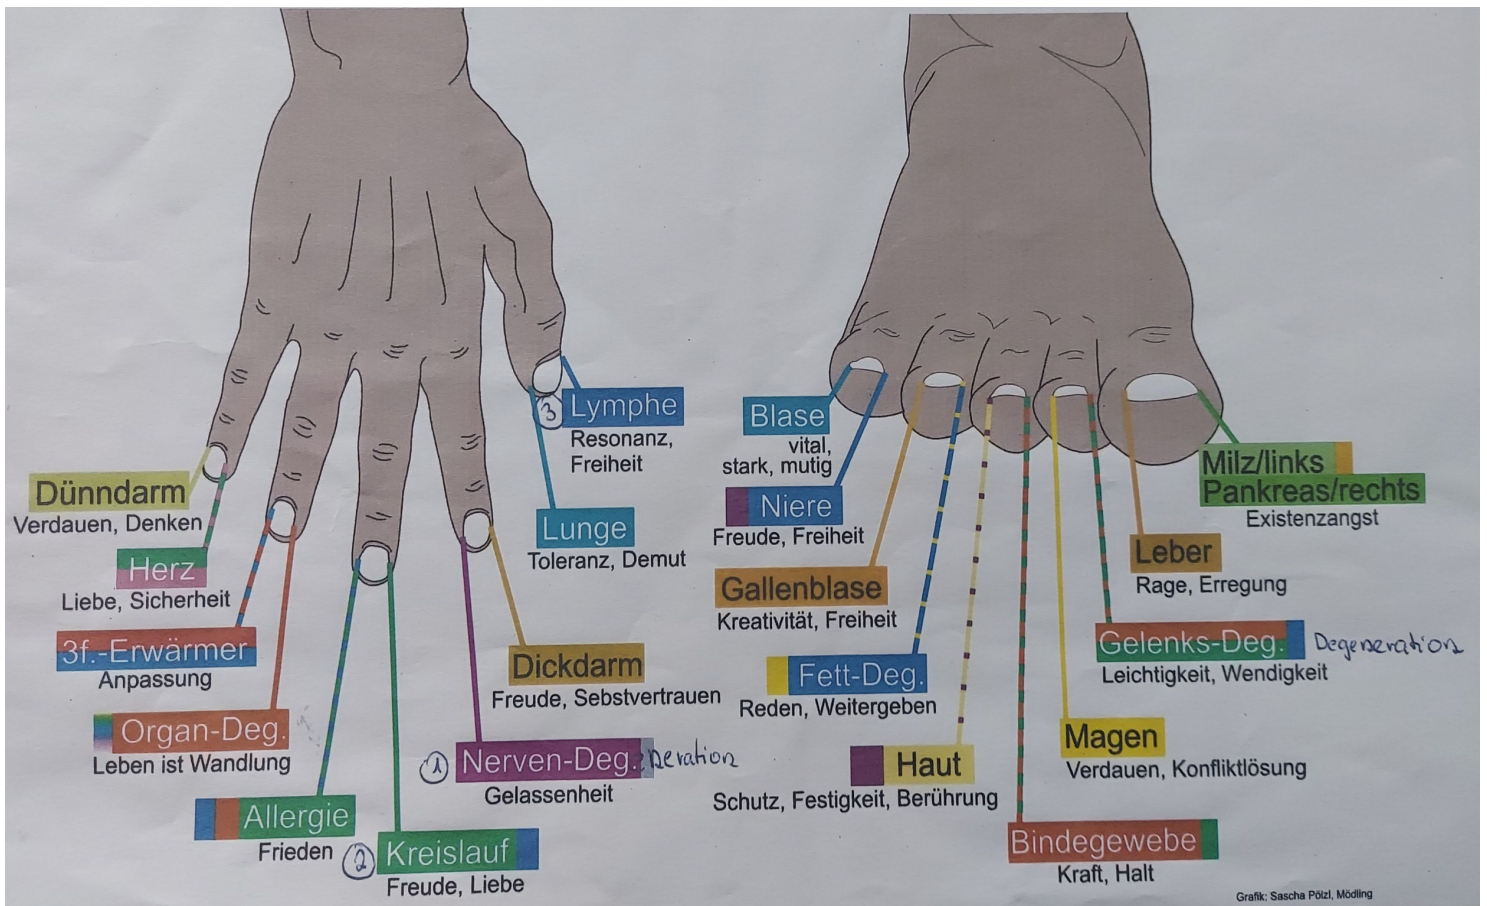 Dünndarm
Verdauen, Denken
Herz
Liebe, Sicherheit
3f.-Erwärmer
Anpassung
Organ-Deg.
Leben ist Wandlung
Allergie
Frieden
② Kreislauf
Freude, Liebe
① Nerven-Deg. neration
Gelassenheit
Dickdarm
Freude, Sebstvertrauen
Lunge
Toleranz, Demut
③ Lymphe
Resonanz,
Freiheit
Blase
vital,
stark, mutig
Niere
Freude, Freiheit
Gallenblase
Kreativität, Freiheit
Fett-Deg.
Reden, Weitergeben
Haut
Schutz, Festigkeit, Berührung
Bindegewebe
Kraft, Halt
Magen
Verdauen, Konfliktlösung
Gelenks-Deg. Degeneration
Leichtigkeit, Wendigkeit
Leber
Rage, Erregung
Milz/links
Pankreas/rechts
Existenzangst
Grafik: Sascha Pölzl, Mödling